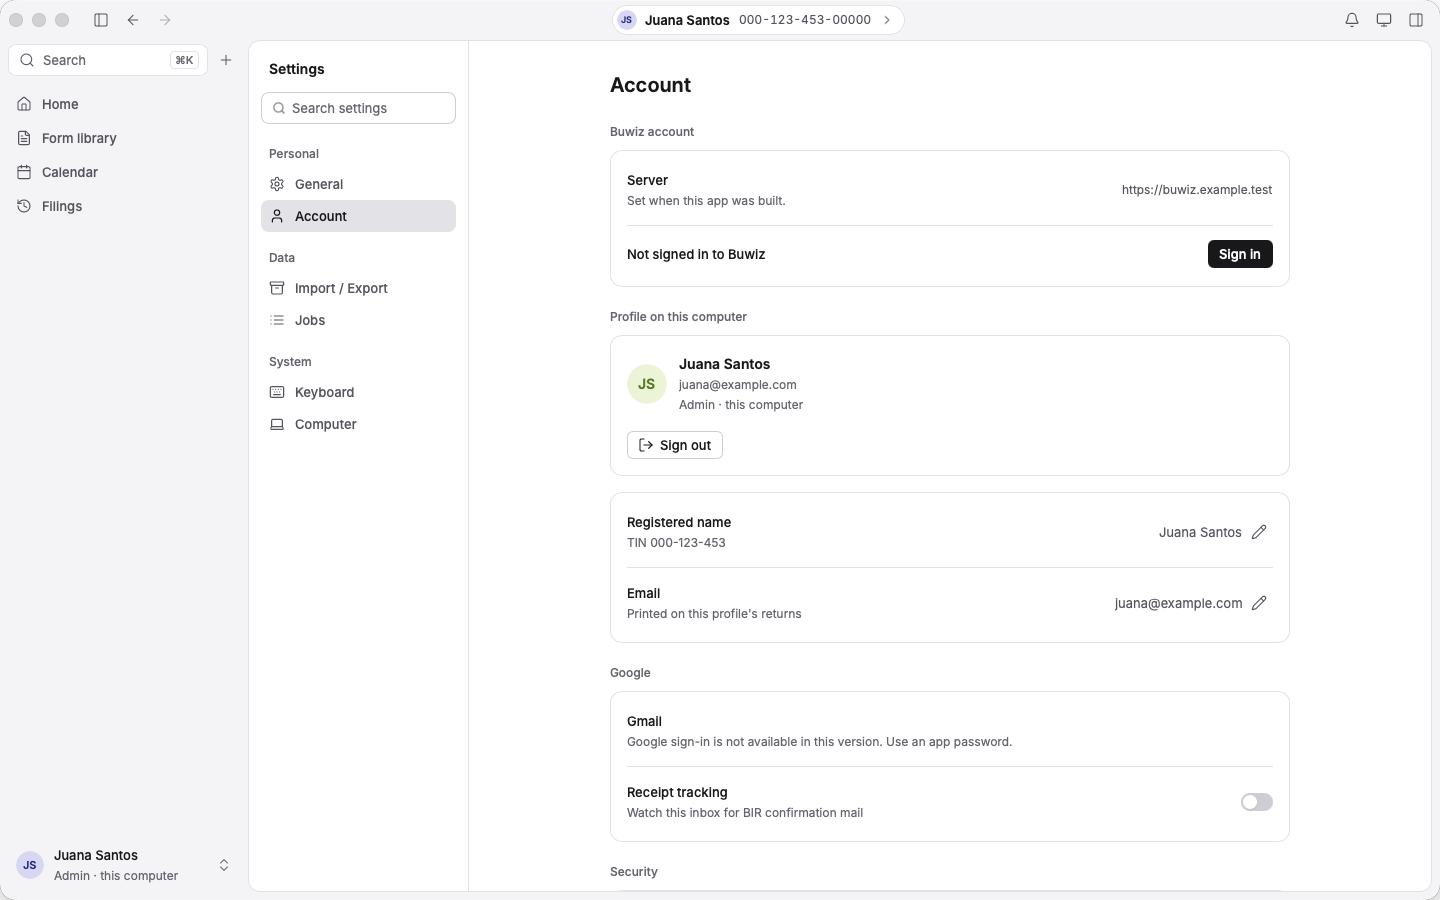 JS Juana Santos 000-123-453-00000
Search ⌘K
Home
Form library
Calendar
Filings
JS
Juana Santos
Admin · this computer
Settings
Search settings
Personal
General
Account
Data
Import / Export
Jobs
System
Keyboard
Computer
Account
Buwiz account
Server
Set when this app was built.
https://buwiz.example.test
Not signed in to Buwiz
Sign in
Profile on this computer
JS
Juana Santos
juana@example.com
Admin · this computer
Sign out
Registered name
TIN 000-123-453
Juana Santos
Email
Printed on this profile's returns
juana@example.com
Google
Gmail
Google sign-in is not available in this version. Use an app password.
Receipt tracking
Watch this inbox for BIR confirmation mail
Security